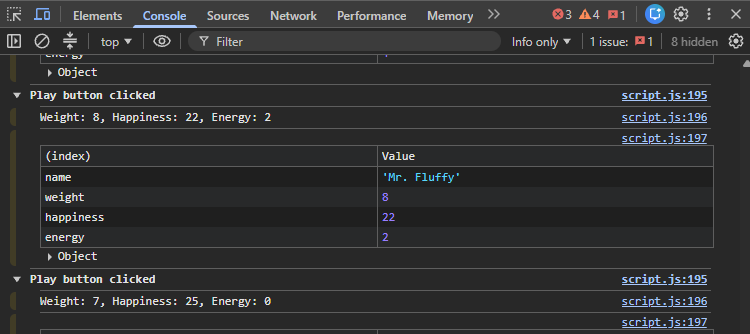 Elements Console Sources Network Performance Memory 3 4 1
top Filter Info only 1 issue: 1 8 hidden
Object
Play button clicked script.js:195
Weight: 8, Happiness: 22, Energy: 2 script.js:196
script.js:197
(index) Value
name 'Mr. Fluffy'
weight 8
happiness 22
energy 2
Object
Play button clicked script.js:195
Weight: 7, Happiness: 25, Energy: 0 script.js:196
script.js:197